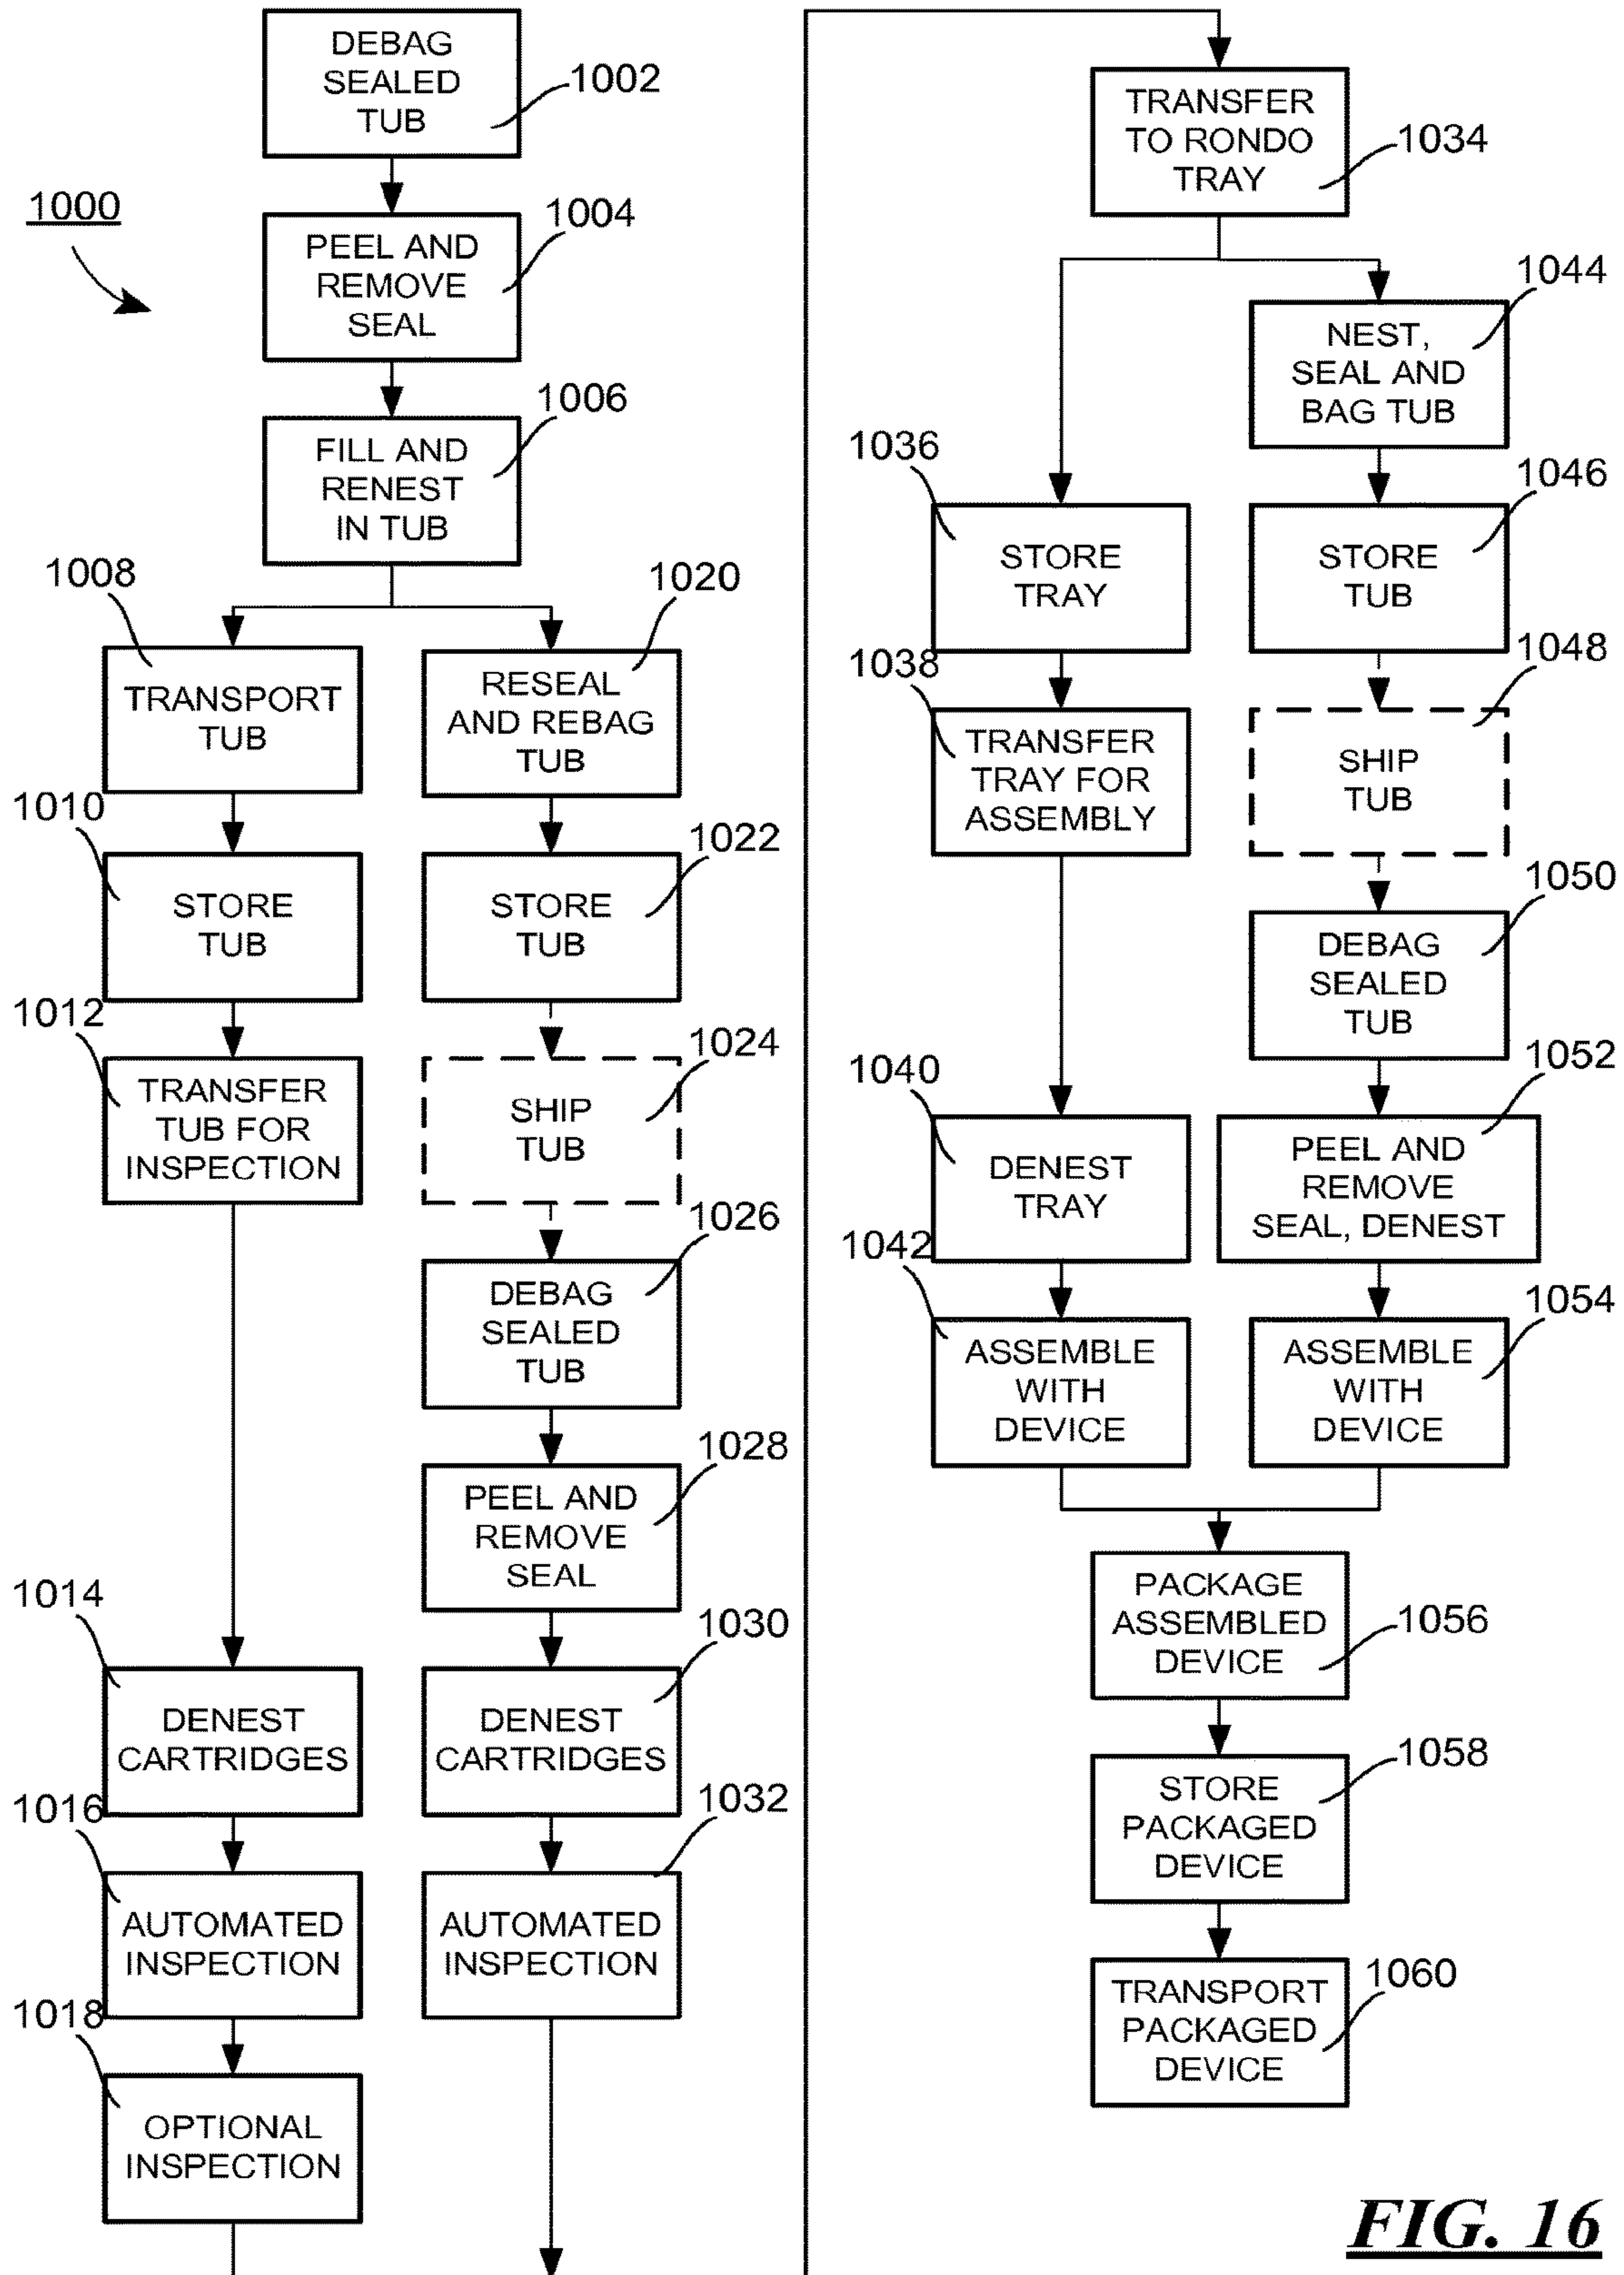 1000
DEBAG
SEALED
TUB
1002
PEEL AND
REMOVE
SEAL
1004
FILL AND
RENEST
IN TUB
1006
1008
TRANSPORT
TUB
1010
STORE
TUB
1012
TRANSFER
TUB FOR
INSPECTION
1014
DENEST
CARTRIDGES
1016
AUTOMATED
INSPECTION
1018
OPTIONAL
INSPECTION
1020
RESEAL
AND REBAG
TUB
1022
STORE
TUB
1024
SHIP
TUB
1026
DEBAG
SEALED
TUB
1028
PEEL AND
REMOVE
SEAL
1030
DENEST
CARTRIDGES
1032
AUTOMATED
INSPECTION
TRANSFER
TO RONDO
TRAY
1034
1036
STORE
TRAY
1038
TRANSFER
TRAY FOR
ASSEMBLY
1040
DENEST
TRAY
1042
ASSEMBLE
WITH
DEVICE
1044
NEST,
SEAL AND
BAG TUB
1046
STORE
TUB
1048
SHIP
TUB
1050
DEBAG
SEALED
TUB
1052
PEEL AND
REMOVE
SEAL, DENEST
1054
ASSEMBLE
WITH
DEVICE
PACKAGE
ASSEMBLED
DEVICE
1056
STORE
PACKAGED
DEVICE
1058
TRANSPORT
PACKAGED
DEVICE
1060
FIG. 16